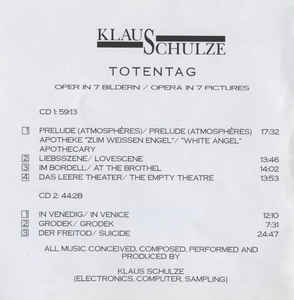 KLAUS
SCHULZE
TOTENTAG
OPER IN 7 BILDERN / OPERA IN 7 PICTURES
CD 1: 59:13
1 PRELUDE (ATMOSPHÈRES)/ PRELUDE (ATMOSPHÈRES) 17:32
APOTHEKE "ZUM WEISSEN ENGEL"/ "WHITE ANGEL"
APOTHECARY
2 LIEBSSZENE/ LOVESCENE 13:46
3 IM BORDELL/ AT THE BROTHEL 14:02
4 DAS LEERE THEATER/ THE EMPTY THEATRE 13:53
CD 2: 44:28
1 IN VENEDIG/ IN VENICE 12:10
2 GRODEK/ GRODEK 7:31
3 DER FREITOD/ SUICIDE 24:47
ALL MUSIC CONCEIVED, COMPOSED, PERFORMED AND
PRODUCED BY
KLAUS SCHULZE
(ELECTRONICS, COMPUTER, SAMPLING)